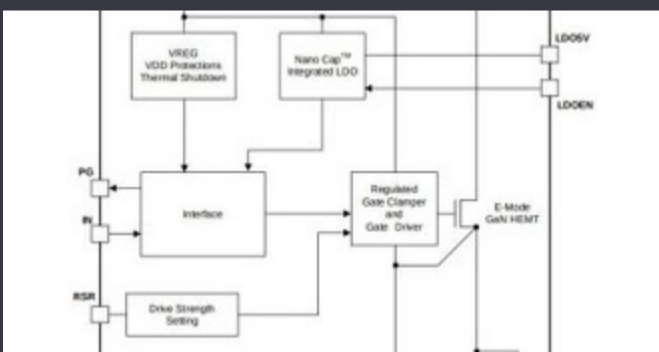 LDO5V
VREG
VDD Protections
Thermal Shutdown
Nano Cap™
Integrated LDO
LDOEN
PG
Interface
Regulated
Gate Clamper
and
Gate Driver
E-Mode
GaN HEMT
IN
RSR
Drive Strength
Setting